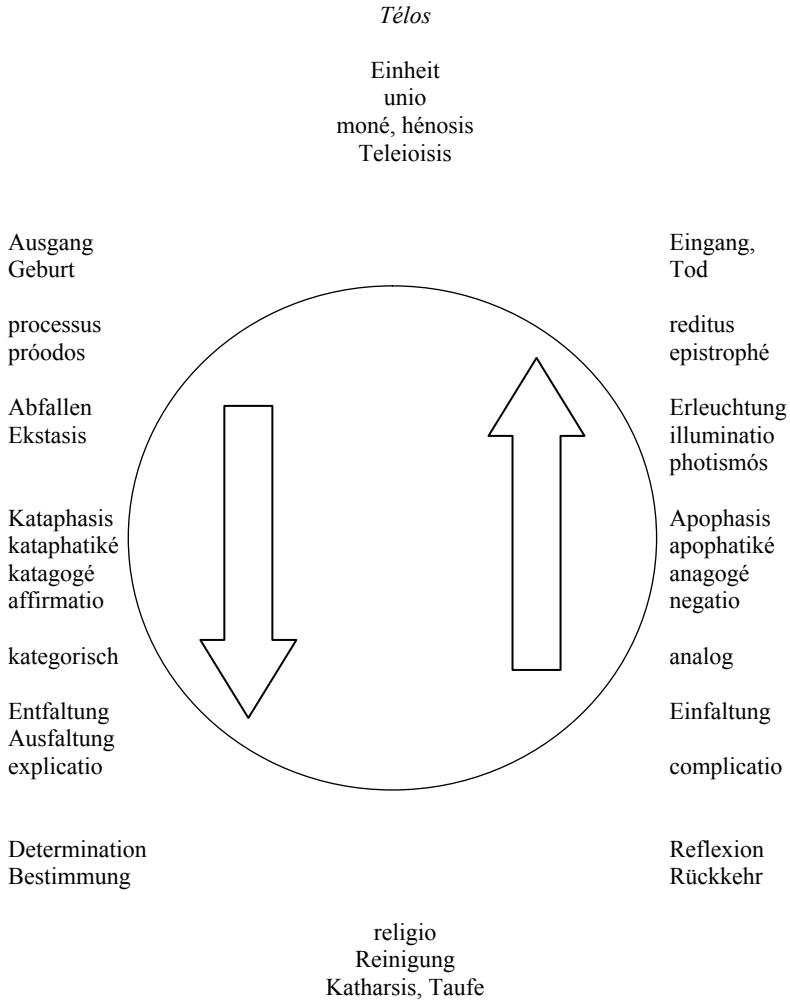 Télos
Einheit
unio
moné, hénosis
Teleioisis
Ausgang
Geburt
processus
próodos
Abfallen
Ekstasis
Kataphasis
kataphatiké
katagogé
affirmatio
kategorisch
Entfaltung
Ausfaltung
explicatio
Determination
Bestimmung
Eingang,
Tod
reditus
epistrophé
Erleuchtung
illuminatio
photismós
Apophasis
apophatiké
anagogé
negatio
analog
Einfaltung
complicatio
Reflexion
Rückkehr
religio
Reinigung
Katharsis, Taufe